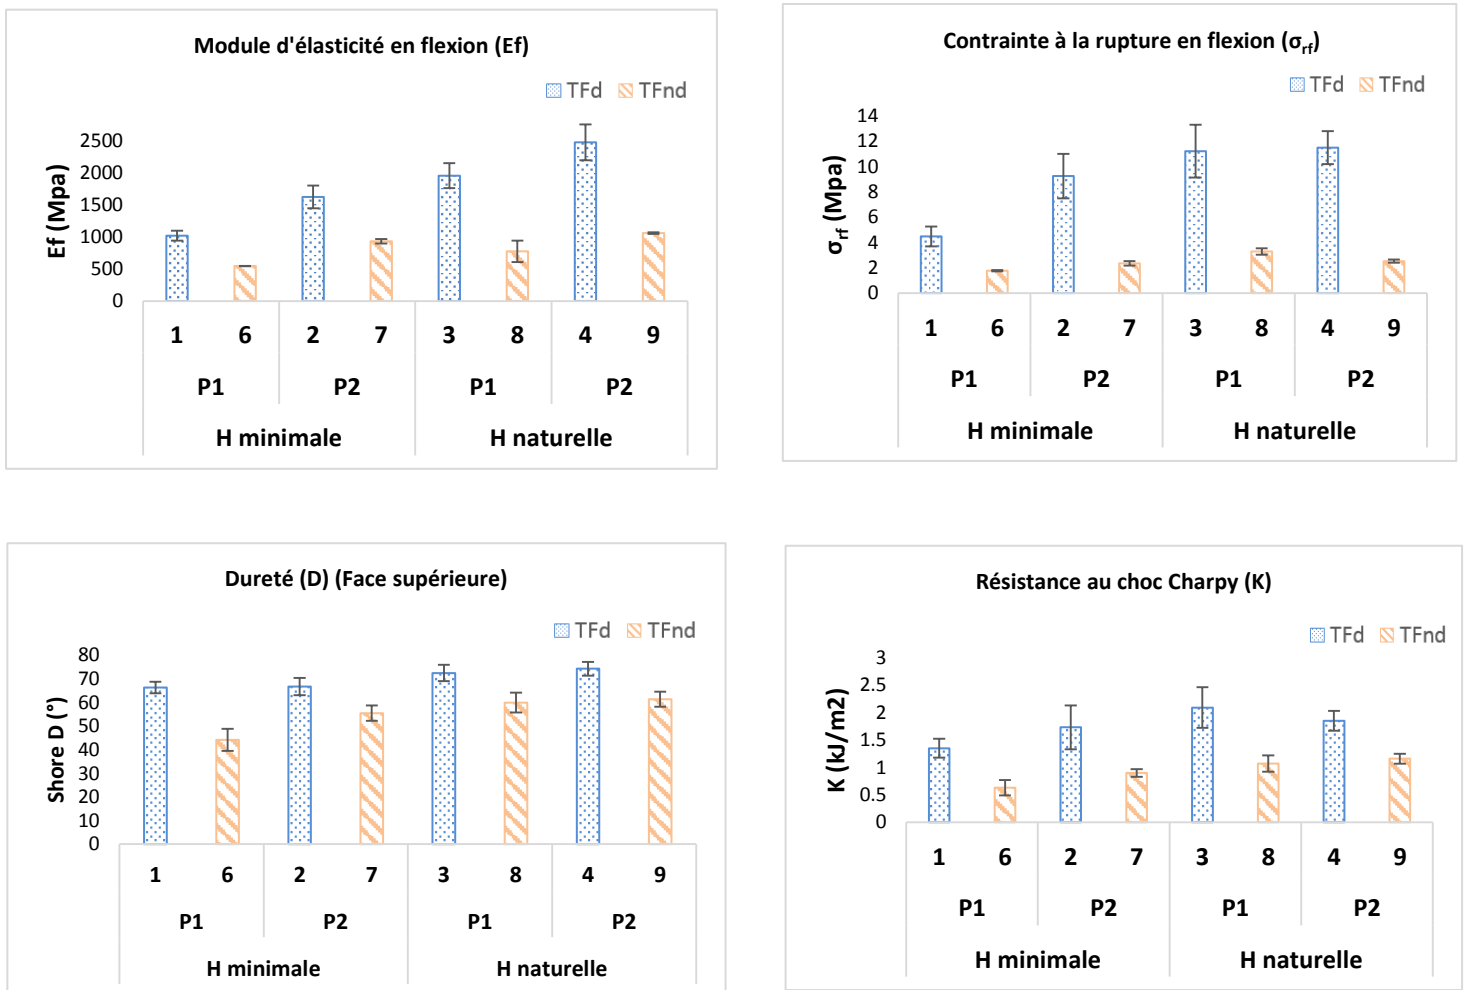 Module d'élasticité en flexion (Ef)
TFd TFnd
Ef (Mpa)
2500
2000
1500
1000
500
0
1 6 2 7 3 8 4 9
P1 P2 P1 P2
H minimale H naturelle
Contrainte à la rupture en flexion (σrf)
TFd TFnd
σrf (Mpa)
14
12
10
8
6
4
2
0
1 6 2 7 3 8 4 9
P1 P2 P1 P2
H minimale H naturelle
Dureté (D) (Face supérieure)
TFd TFnd
Shore D (°)
80
70
60
50
40
30
20
10
0
1 6 2 7 3 8 4 9
P1 P2 P1 P2
H minimale H naturelle
Résistance au choc Charpy (K)
TFd TFnd
K (kJ/m2)
3
2.5
2
1.5
1
0.5
0
1 6 2 7 3 8 4 9
P1 P2 P1 P2
H minimale H naturelle